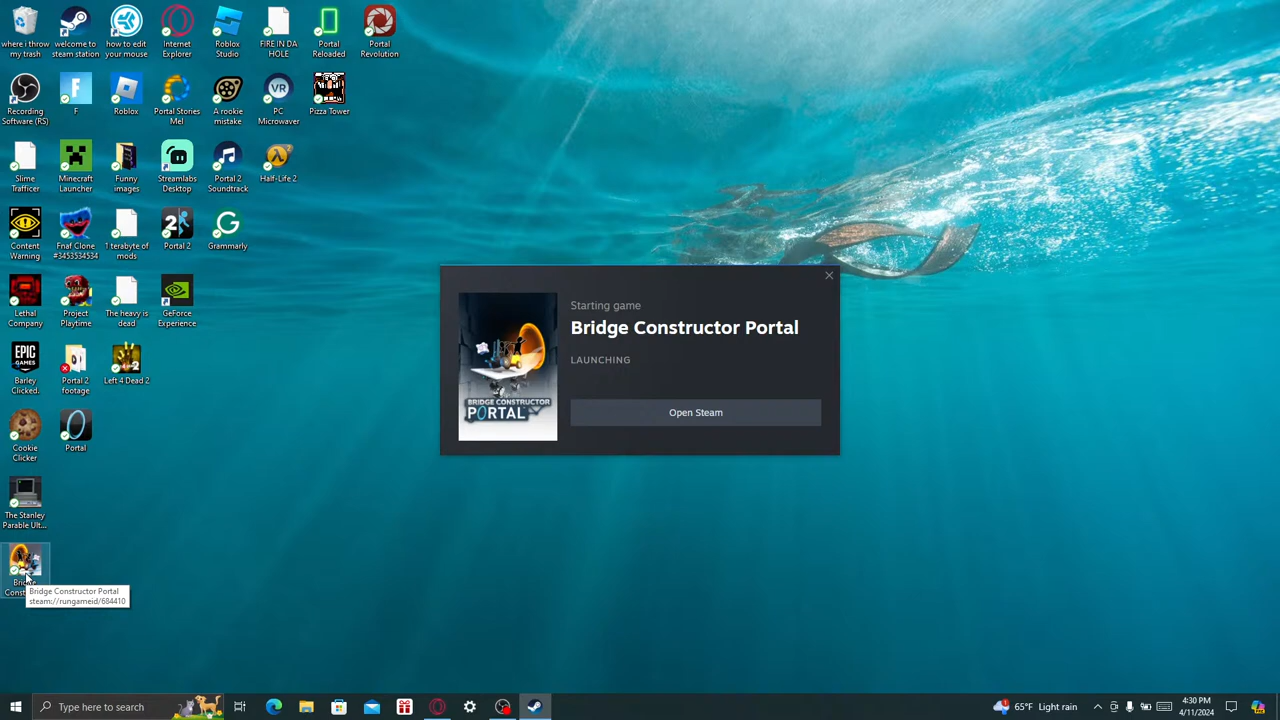 where i throw
my trash
welcome to
steam station
how to edit
your mouse
Internet
Explorer
Roblox
Studio
FIRE IN DA
HOLE
Portal
Reloaded
Portal
Revolution
Recording
Software (RS)
F
Roblox
Portal Stories
Mel
A rookie
mistake
VR
PC
Microwaver
Pizza Tower
Slime
Trafficer
Minecraft
Launcher
Funny
images
Streamlabs
Desktop
Portal 2
Soundtrack
Half-Life 2
Content
Warning
Fnaf Clone
#3453534534
1 terabyte of
mods
2
Portal 2
Grammarly
Lethal
Company
Project
Playtime
The heavy is
dead
GeForce
Experience
EPIC
GAMES
Barley
Clicked.
Portal 2
footage
Left 4 Dead 2
Cookie
Clicker
Portal
The Stanley
Parable Ult...
Bridge
Const
Bridge Constructor Portal
steam://rungameid/684410
Starting game
Bridge Constructor Portal
LAUNCHING
Open Steam
BRIDGE CONSTRUCTOR
PORTAL
Type here to search
65°F Light rain
4:30 PM
4/11/2024